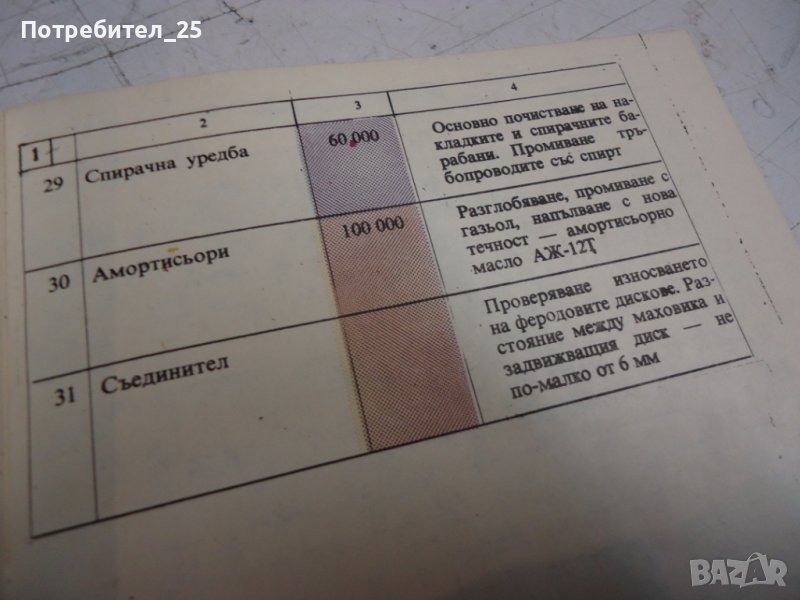 Потребител_25
1
2
3
4
29
Спирачна уредба
60 000
Основно почистване на на-
кладките и спирачните ба-
рабани. Промиване тръ-
бопроводите със спирт
30
Амортисьори
100 000
Разглобяване, промиване с
газьол, напълване с нова
течност — амортисьорно
масло АЖ-12Т
31
Съединител
Проверяване износването
на феродовите дискове. Раз-
стояние между маховика и
задвижващия диск — не
по-малко от 6 мм
BAZAR